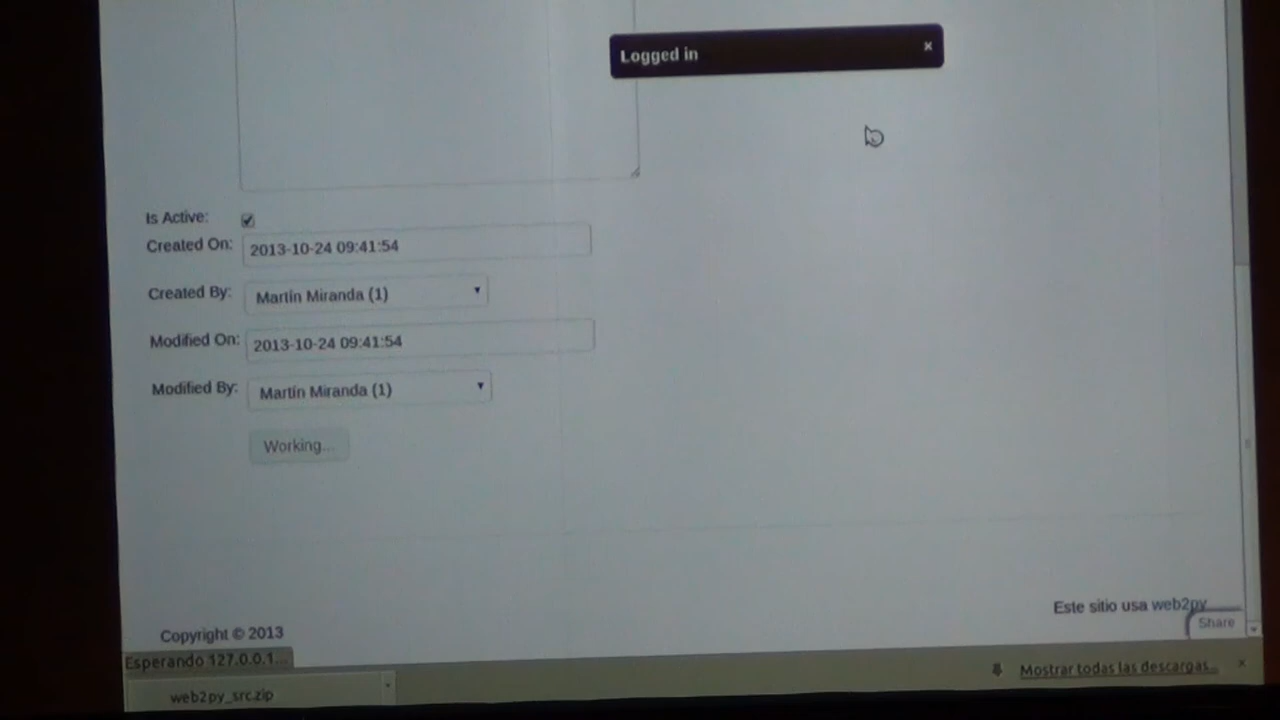 Logged in ×
Is Active:
Created On: 2013-10-24 09:41:54
Created By: Martín Miranda (1)
Modified On: 2013-10-24 09:41:54
Modified By: Martín Miranda (1)
Working...
Este sitio usa web2py
Share
Copyright © 2013
Esperando 127.0.0.1...
Mostrar todas las descargas... ×
web2py_src.zip